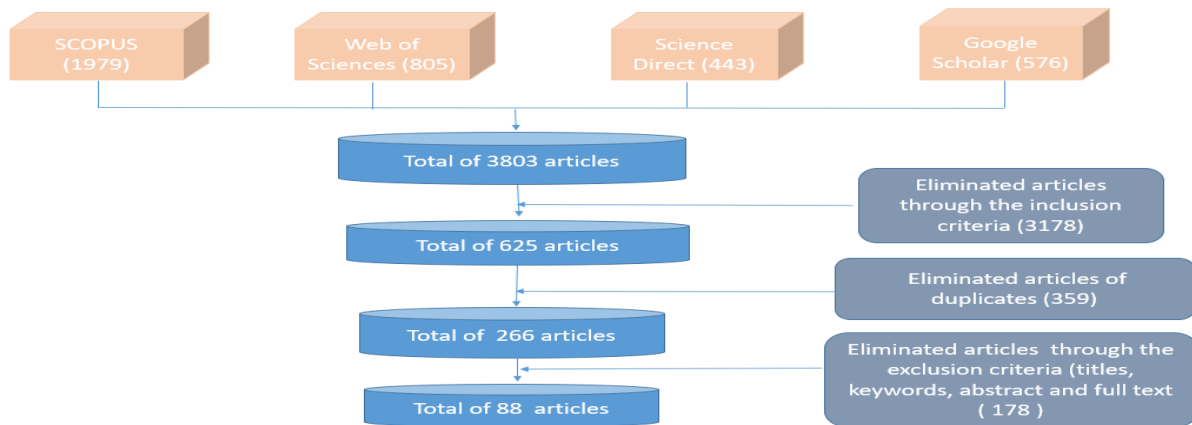 SCOPUS
(1979)
Web of
Sciences (805)
Science
Direct (443)
Google
Scholar (576)
Total of 3803 articles
Eliminated articles
through the inclusion
criteria (3178)
Total of 625 articles
Eliminated articles of
duplicates (359)
Total of  266 articles
Eliminated articles  through the
exclusion criteria (titles,
keywords, abstract and full text
( 178 )
Total of 88  articles